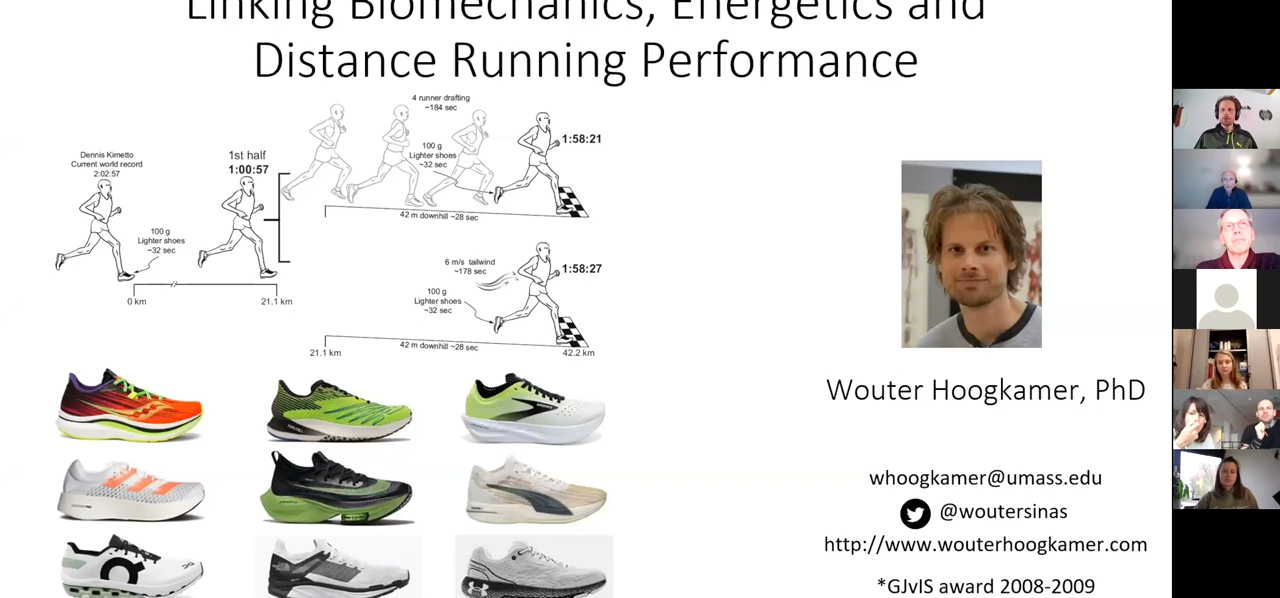 Linking Biomechanics, Energetics and
Distance Running Performance
4 runner drafting
~184 sec
1:58:21
100 g
Lighter shoes
~32 sec
Dennis Kimetto
Current world record
2:02:57
1st half
1:00:57
42 m downhill ~28 sec
100 g
Lighter shoes
~32 sec
6 m/s tailwind
~178 sec
1:58:27
100 g
Lighter shoes
~32 sec
0 km
21.1 km
42 m downhill ~28 sec
21.1 km
42.2 km
Wouter Hoogkamer, PhD
whoogkamer@umass.edu
@woutersinas
http://www.wouterhoogkamer.com
*GJvIS award 2008-2009